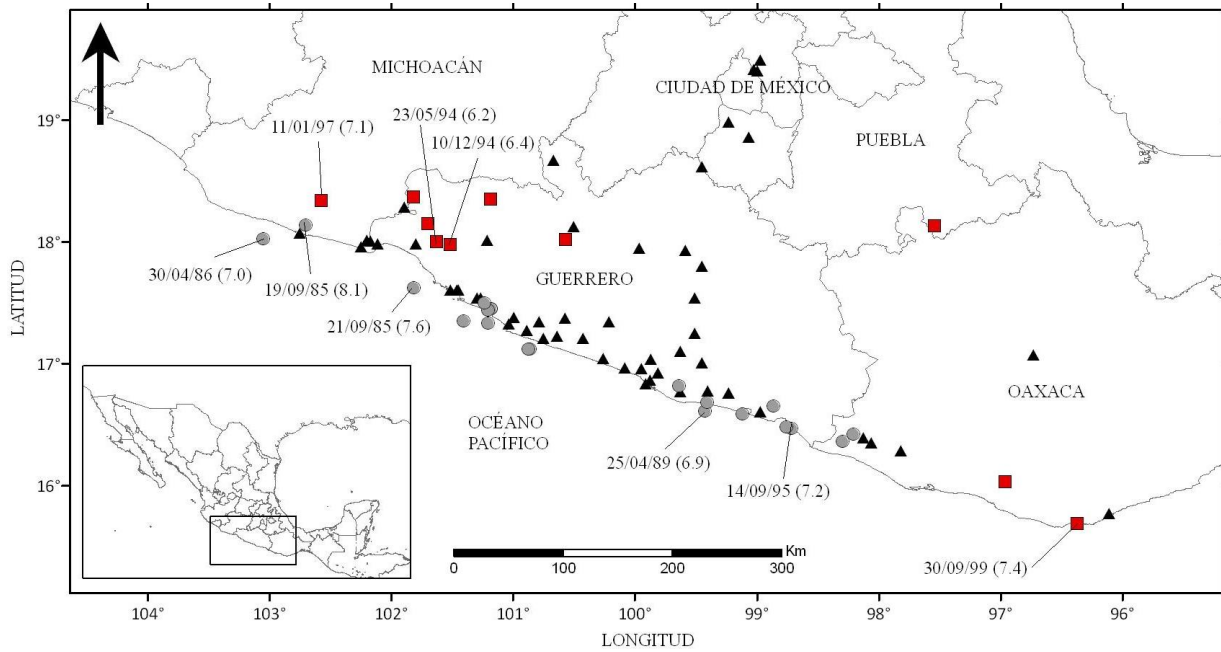 MICHOACÁN
CIUDAD DE MÉXICO
23/05/94 (6.2)
11/01/97 (7.1)
10/12/94 (6.4)
PUEBLA
19°
18°
17°
16°
LATITUD
30/04/86 (7.0)
19/09/85 (8.1)
21/09/85 (7.6)
GUERRERO
OAXACA
OCÉANO
PACÍFICO
25/04/89 (6.9)
14/09/95 (7.2)
30/09/99 (7.4)
Km
0 100 200 300
104° 103° 102° 101° 100° 99° 98° 97° 96°
LONGITUD